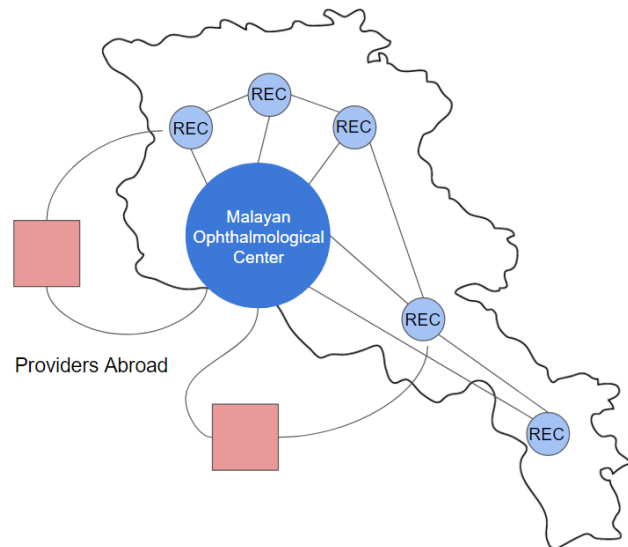 REC
REC
REC
Malayan
Ophthalmological
Center
REC
Providers Abroad
REC